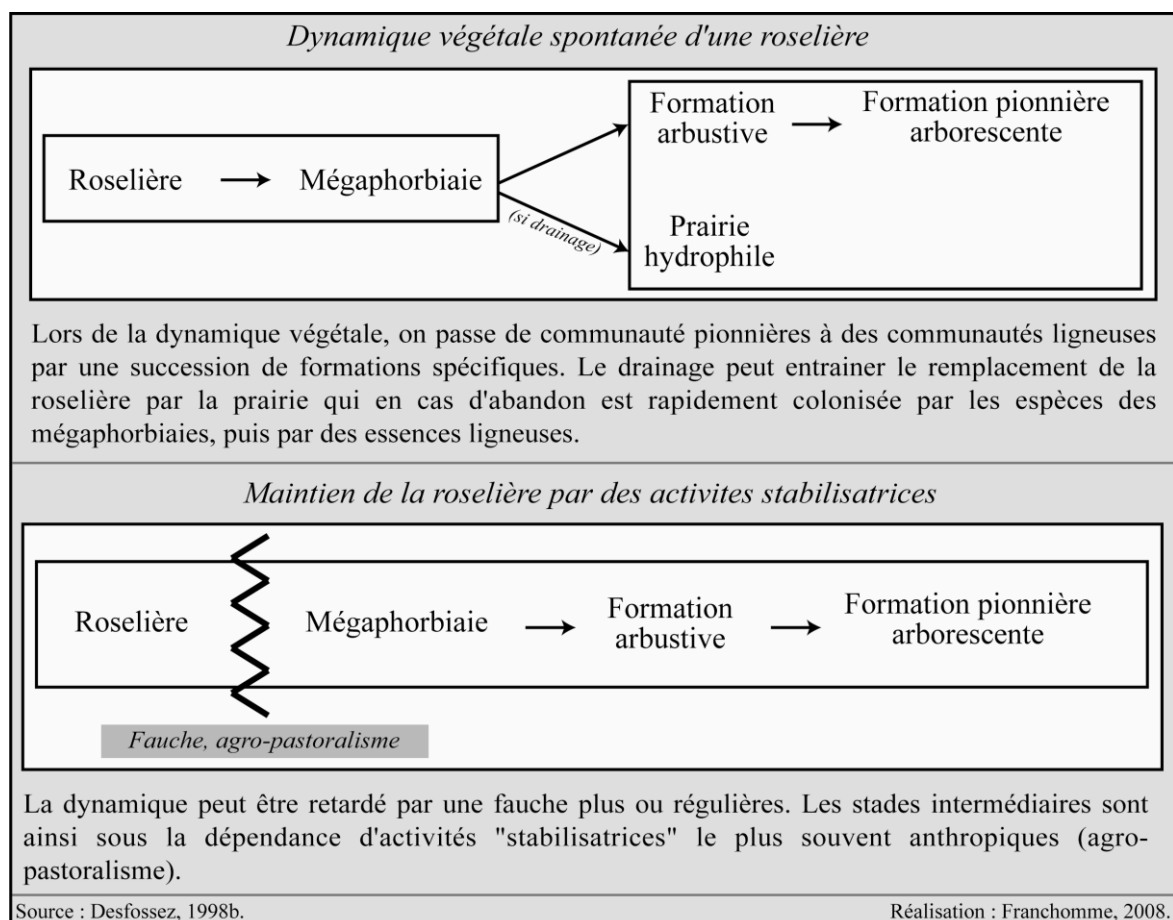 Dynamique végétale spontanée d'une roselière
Formation
arbustive
Formation pionnière
arborescente
Roselière
Mégaphorbiaie
(si drainage)
Prairie
hydrophile
Lors de la dynamique végétale, on passe de communauté pionnières à des communautés ligneuses
par une succession de formations spécifiques. Le drainage peut entrainer le remplacement de la
roselière par la prairie qui en cas d'abandon est rapidement colonisée par les espèces des
mégaphorbiaies, puis par des essences ligneuses.
Maintien de la roselière par des activites stabilisatrices
Roselière
Mégaphorbiaie
Formation
arbustive
Formation pionnière
arborescente
Fauche, agro-pastoralisme
La dynamique peut être retardé par une fauche plus ou régulières. Les stades intermédiaires sont
ainsi sous la dépendance d'activités "stabilisatrices" le plus souvent anthropiques (agro-
pastoralisme).
Source : Desfossez, 1998b.
Réalisation : Franchomme, 2008.